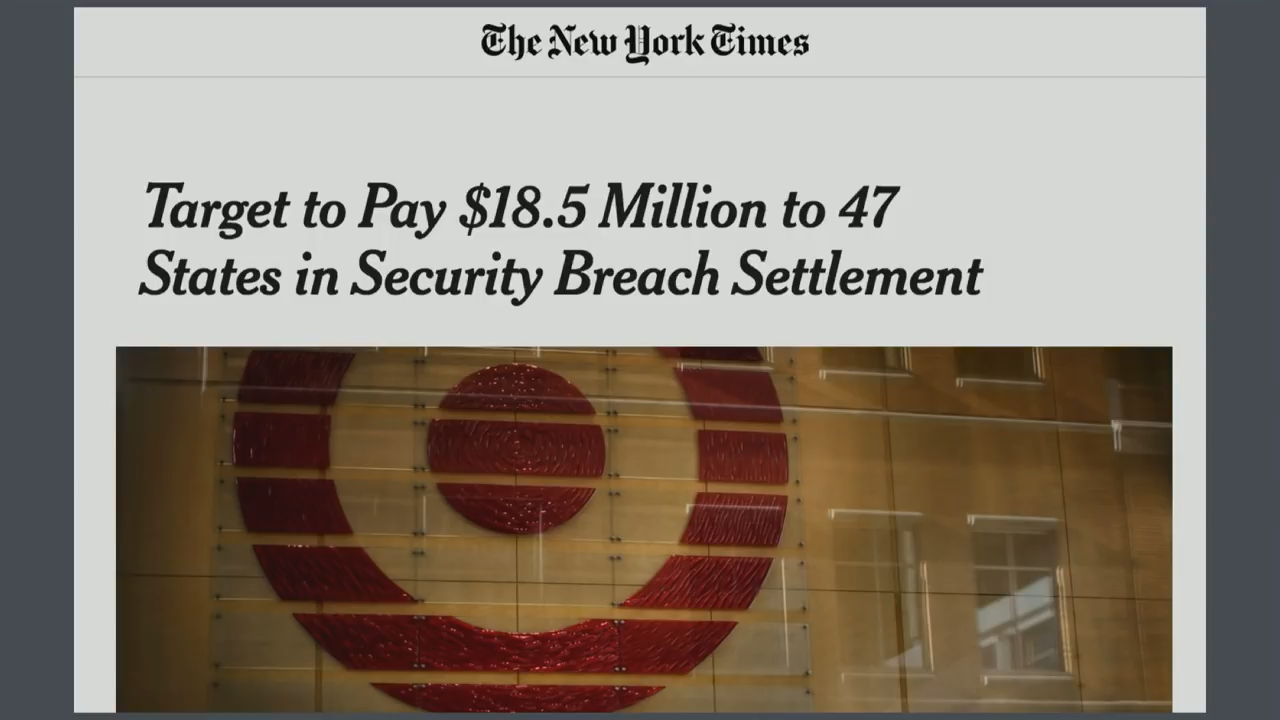 The New York Times
Target to Pay $18.5 Million to 47
States in Security Breach Settlement